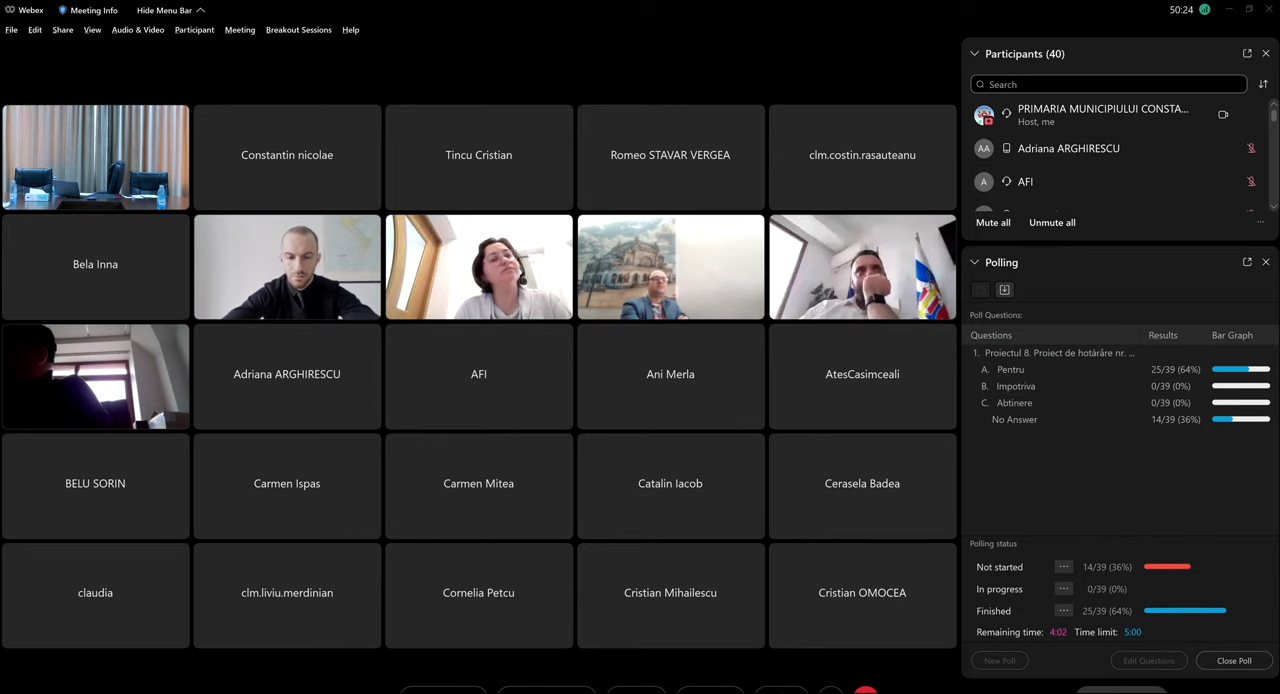 Webex Meeting Info Hide Menu Bar
50:24
File Edit Share View Audio & Video Participant Meeting Breakout Sessions Help
Constantin nicolae
Tincu Cristian
Romeo STAVAR VERGEA
clm.costin.rasauteanu
Bela Inna
Adriana ARGHIRESCU
AFI
Ani Merla
AtesCasimceali
BELU SORIN
Carmen Ispas
Carmen Mitea
Catalin Iacob
Cerasela Badea
claudia
clm.liviu.merdinian
Cornelia Petcu
Cristian Mihailescu
Cristian OMOCEA
Participants (40)
Search
PRIMARIA MUNICIPIULUI CONSTA...
Host, me
AA Adriana ARGHIRESCU
A AFI
Mute all Unmute all ...
Polling
Poll Questions:
Questions Results Bar Graph
1. Proiectul 8. Proiect de hotărâre nr. ...
A. Pentru 25/39 (64%)
B. Impotriva 0/39 (0%)
C. Abtinere 0/39 (0%)
No Answer 14/39 (36%)
Polling status
Not started ... 14/39 (36%)
In progress ... 0/39 (0%)
Finished ... 25/39 (64%)
Remaining time: 4:02 Time limit: 5:00
New Poll Edit Questions Close Poll